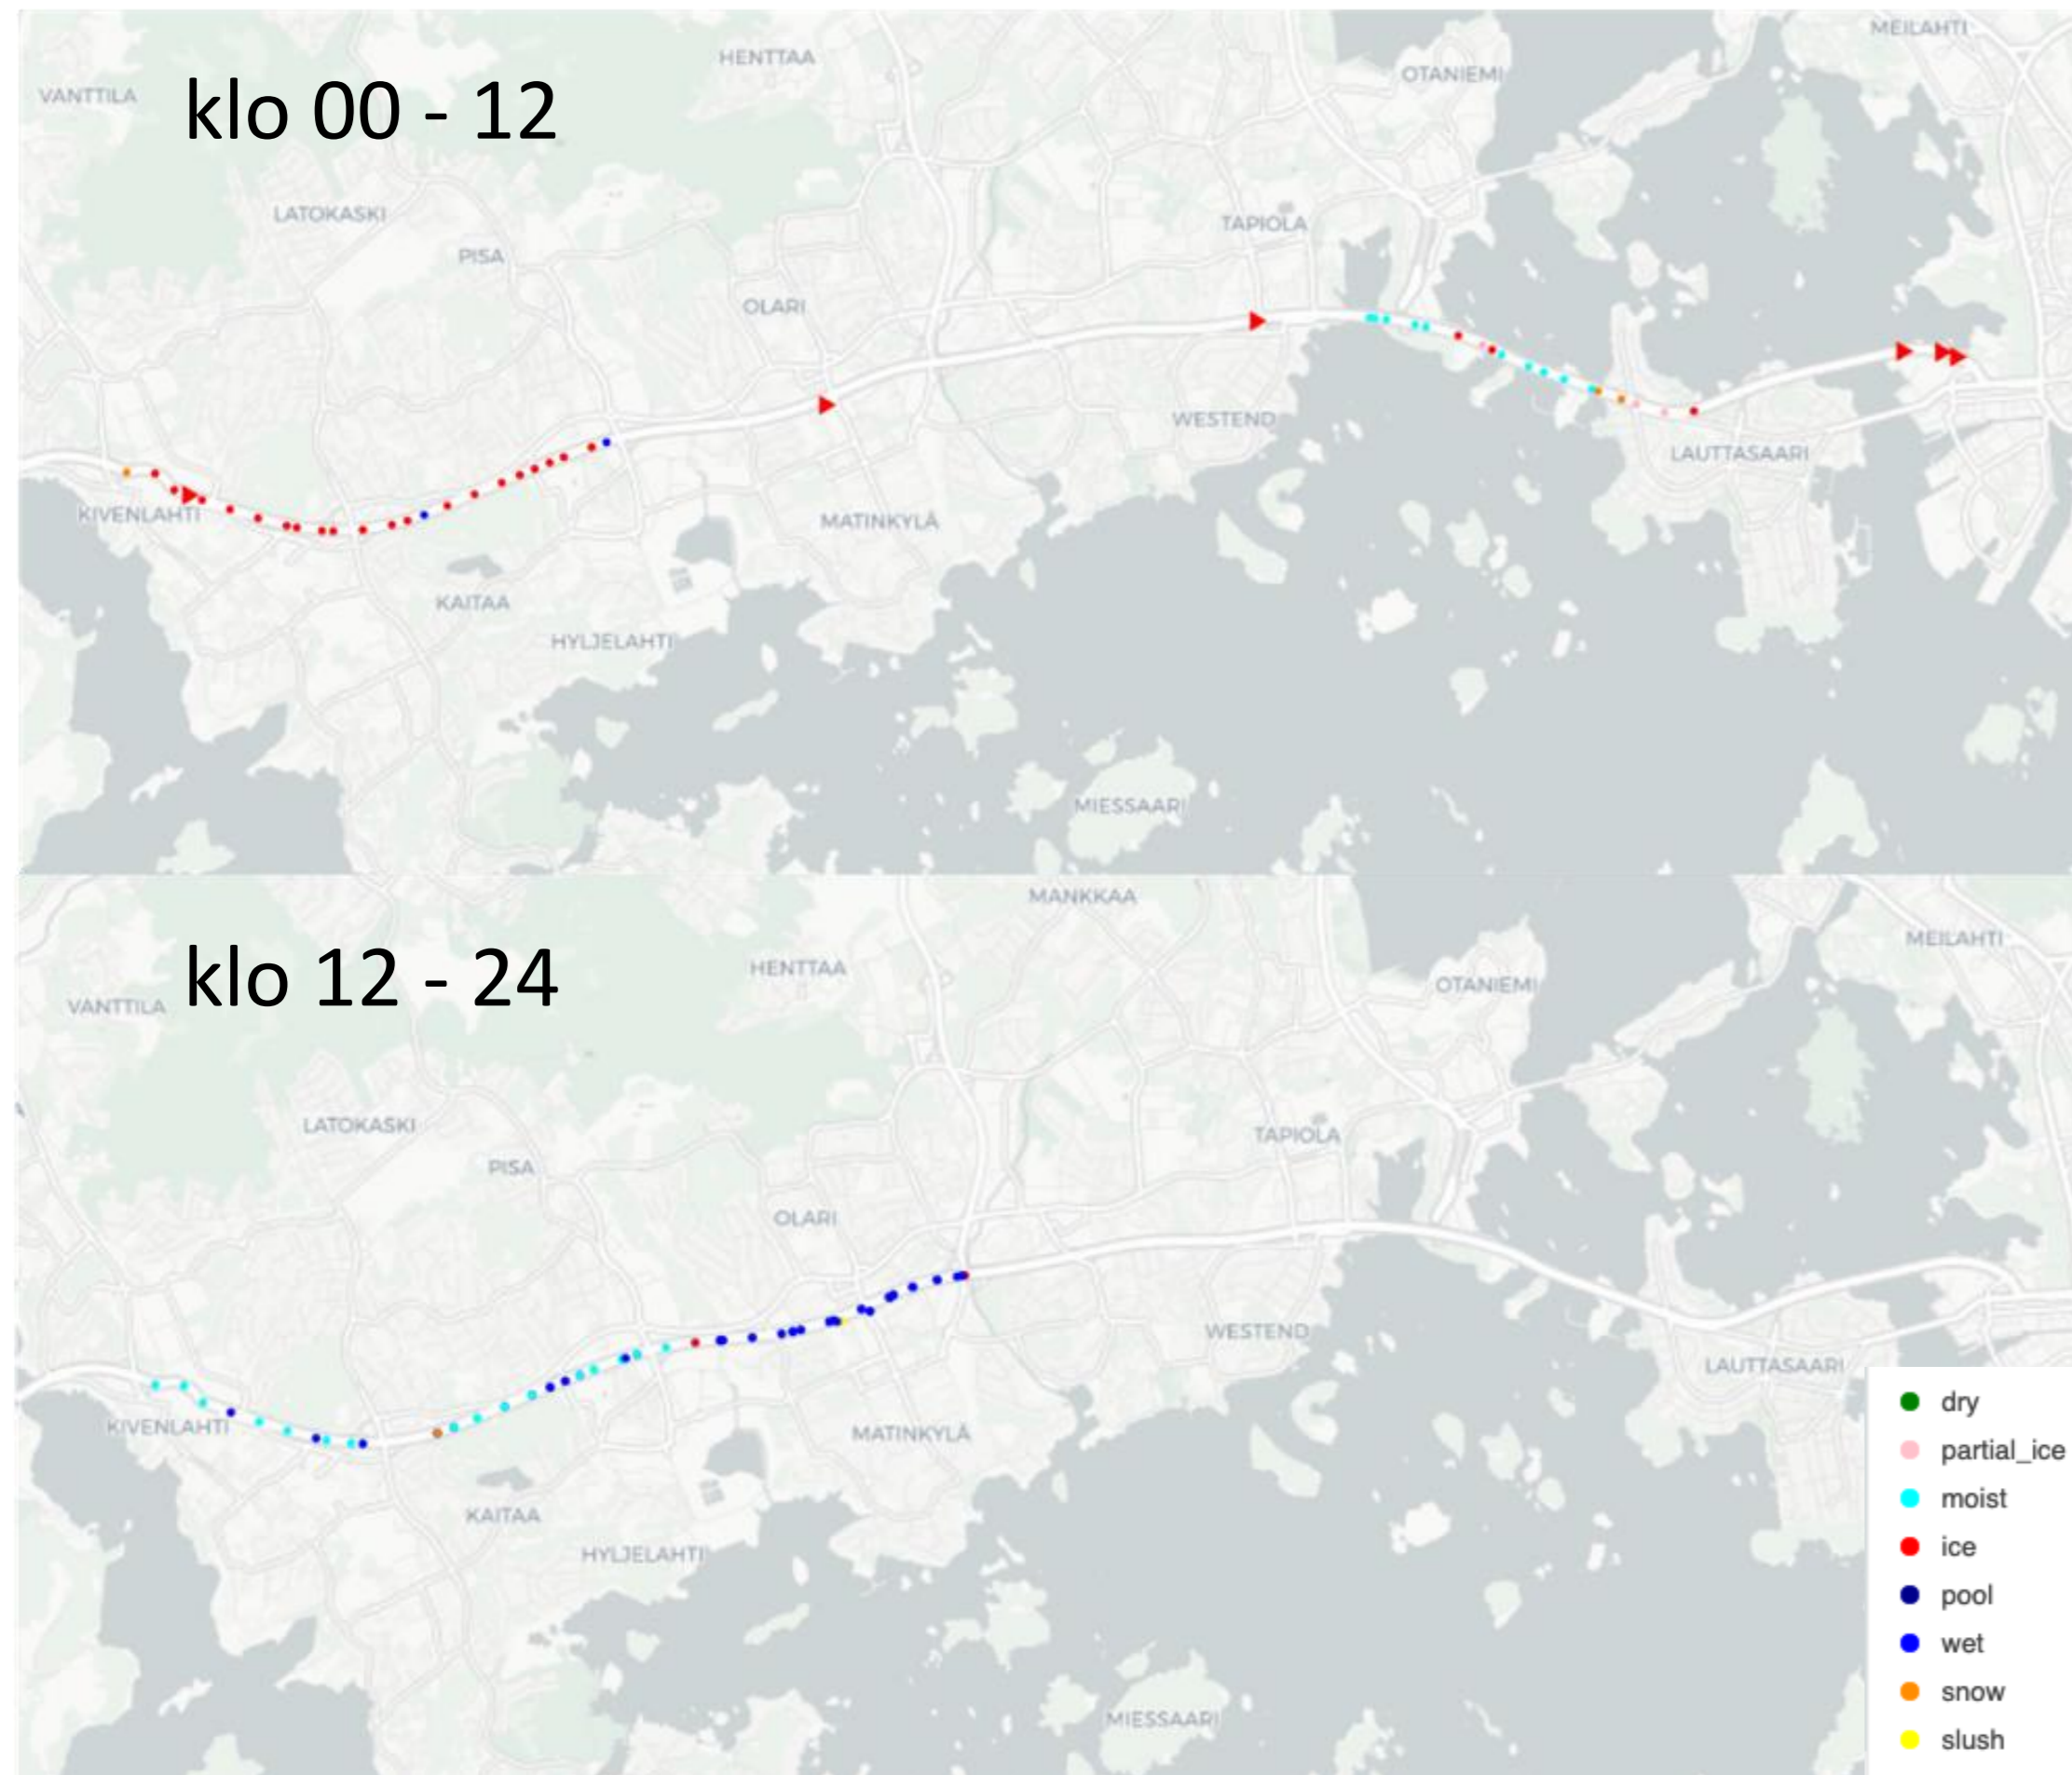 MEILAHTI
HENTTAA
OTANIEMI
VANTTILA
klo 00 - 12
LATOKASKI
TAPIOLA
PISA
OLARI
WESTEND
LAUTTASAARI
KIVENLAHTI
MATINKYLÄ
KAITAA
HYLJELAHTI
MIESSAARI
MANKKAA
MEILAHTI
HENTTAA
klo 12 - 24
OTANIEMI
VANTTILA
LATOKASKI
TAPIOLA
PISA
OLARI
WESTEND
LAUTTASAARI
KIVENLAHTI
MATINKYLÄ
KAITAA
HYLJELAHTI
MIESSAARI
dry
partial_ice
moist
ice
pool
wet
snow
slush